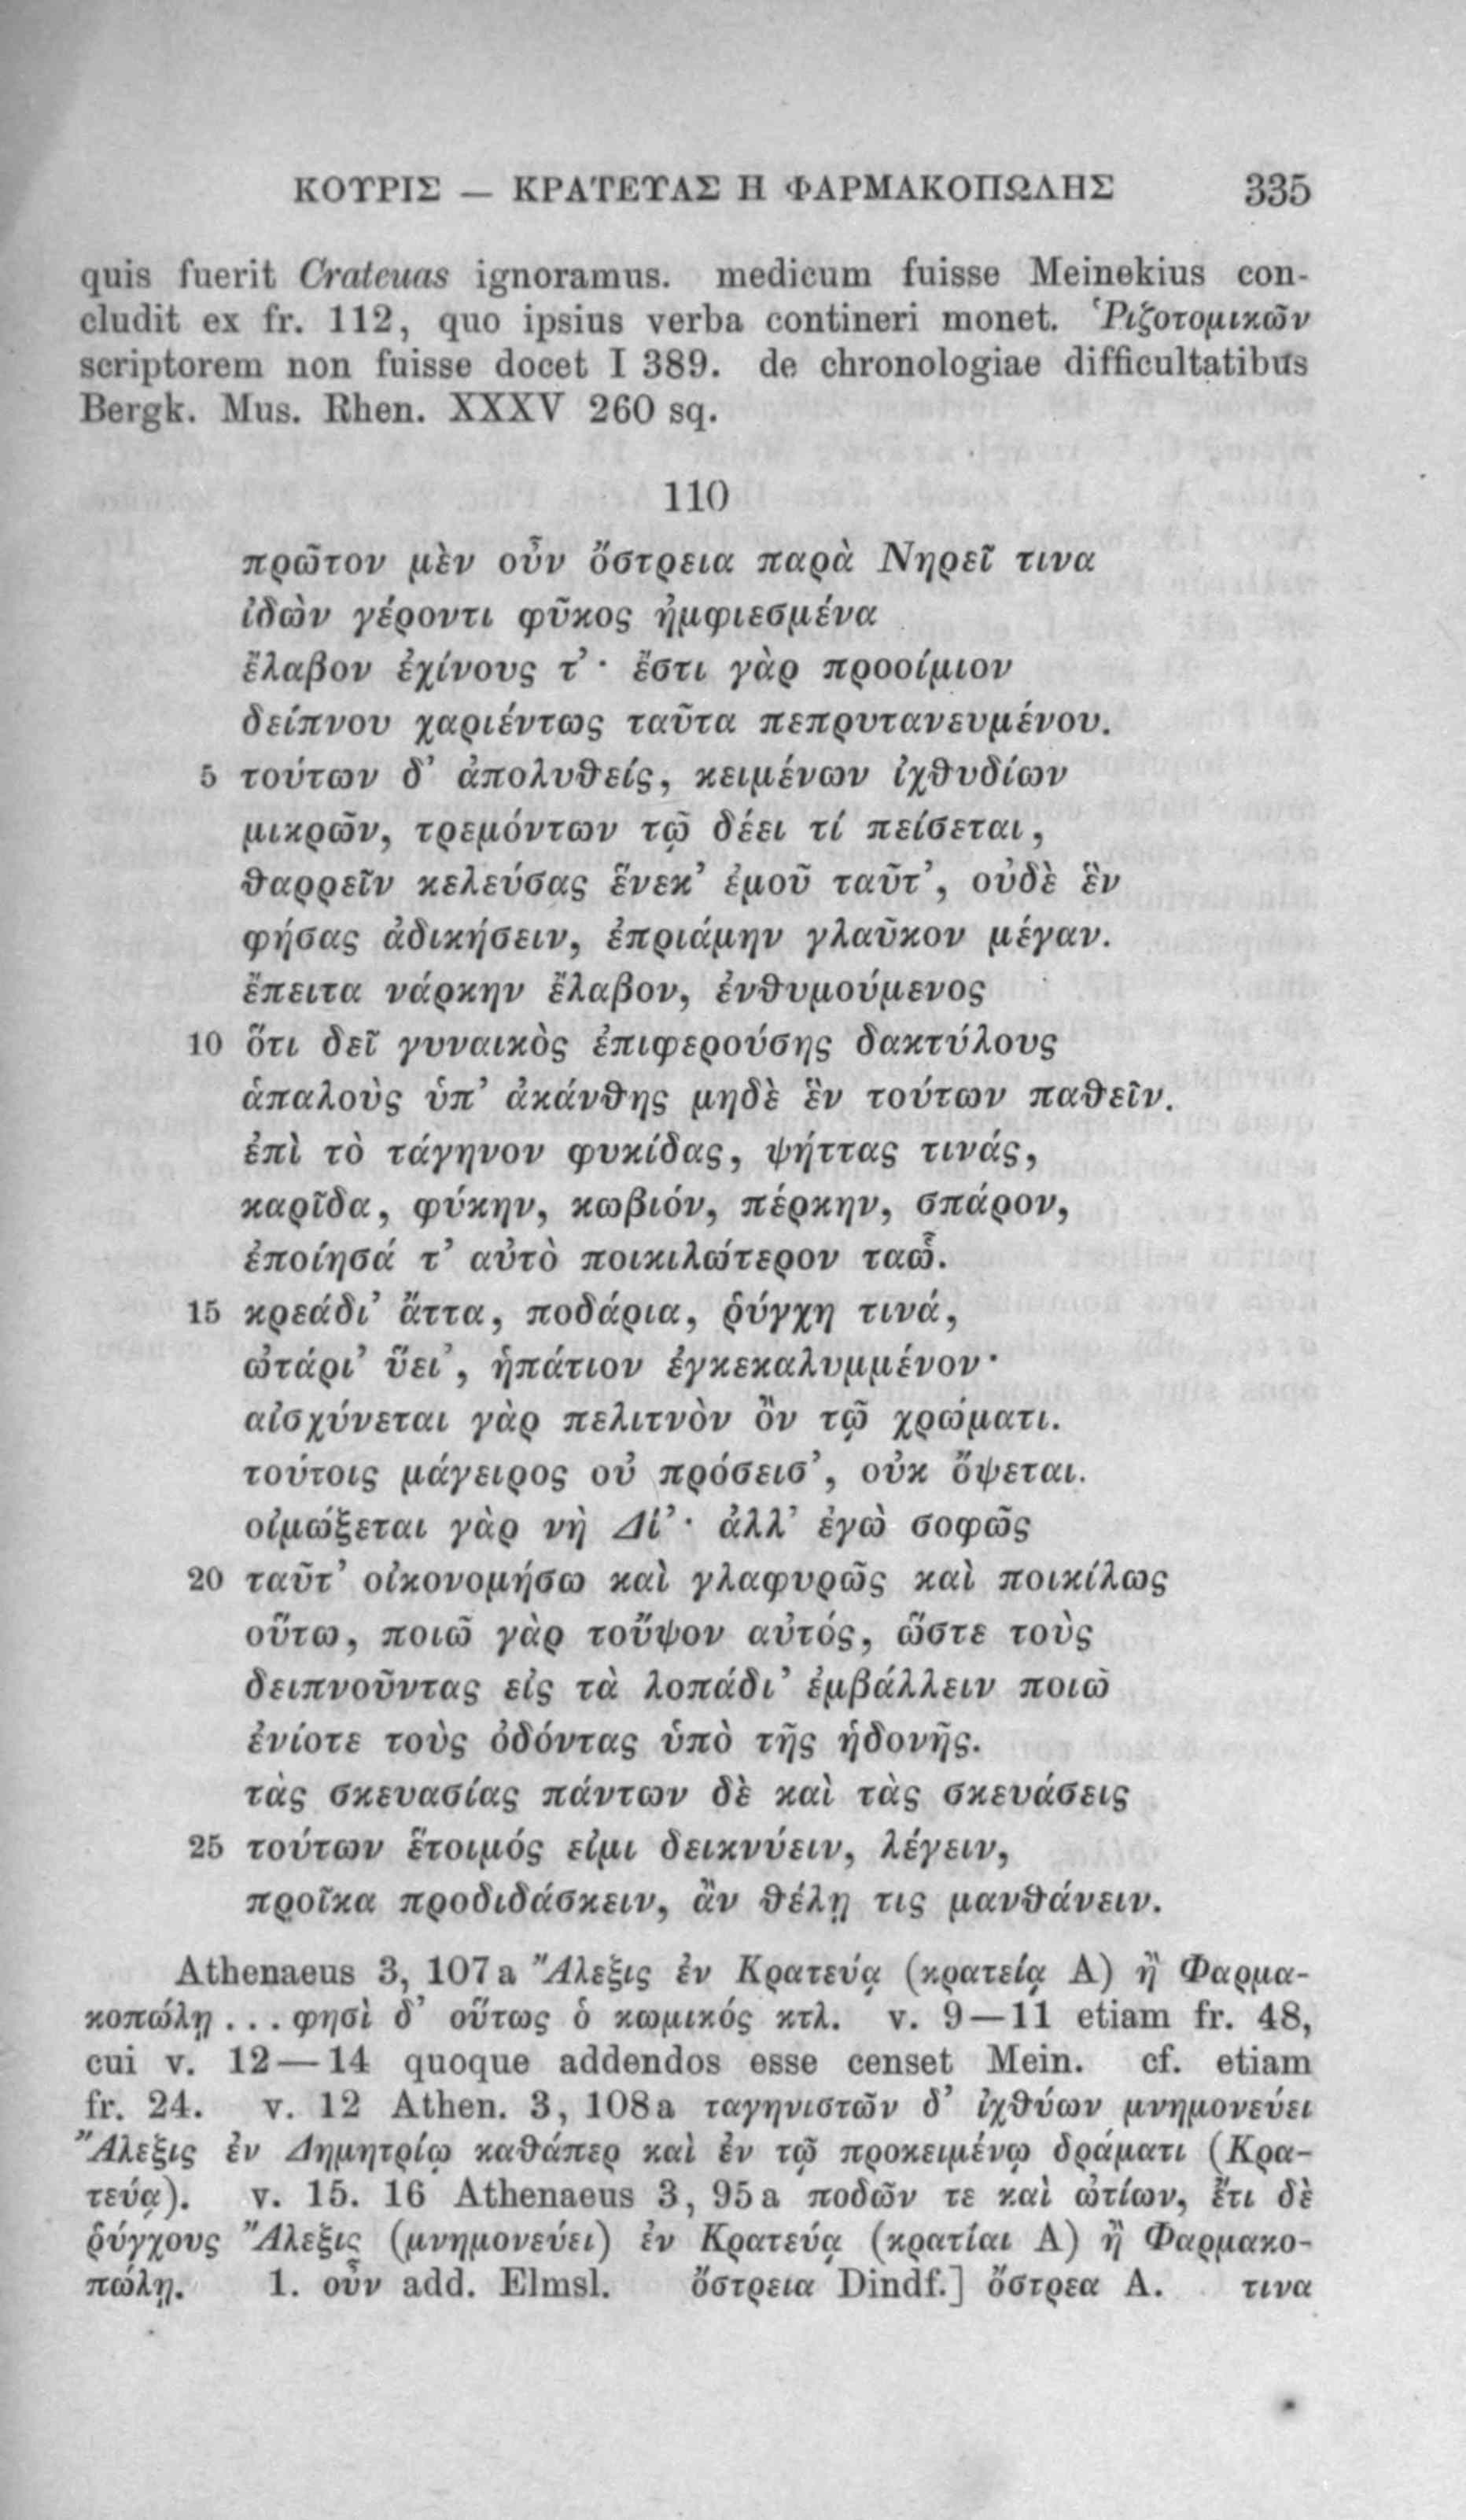 ΚΟΥΡΙΣ — ΚΡΑΤΕΥΑΣ Η ΦΑΡΜΑΚΟΠΩΛΗΣ 335
quis fuerit Crateuas ignoramus. medicum fuisse Meinekius con-
cludit ex fr. 112, quo ipsius verba contineri monet. Ῥιζοτομικῶν
scriptorem non fuisse docet I 389. de chronologiae difficultatibus
Bergk. Mus. Rhen. XXXV 260 sq.
110
πρῶτον μὲν οὖν ὄστρεια παρὰ Νηρεῖ τινα
ἰδὼν γέροντι φῦκος ἠμφιεσμένα
ἔλαβον ἐχίνους τ’· ἔστι γὰρ προοίμιον
δείπνου χαριέντως ταῦτα πεπρυτανευμένου.
5 τούτων δ’ ἀπολυθείς, κειμένων ἰχθυδίων
μικρῶν, τρεμόντων τῷ δέει τί πείσεται,
θαρρεῖν κελεύσας ἕνεκ’ ἐμοῦ ταῦτ’, οὐδὲ ἓν
φήσας ἀδικήσειν, ἐπριάμην γλαῦκον μέγαν.
ἔπειτα νάρκην ἔλαβον, ἐνθυμούμενος
10 ὅτι δεῖ γυναικὸς ἐπιφερούσης δακτύλους
ἁπαλοὺς ὑπ’ ἀκάνθης μηδὲ ἓν τούτων παθεῖν.
ἐπὶ τὸ τάγηνον φυκίδας, ψήττας τινάς,
καρῖδα, φύκην, κωβιόν, πέρκην, σπάρον,
ἐποίησά τ’ αὐτὸ ποικιλώτερον ταὧ.
15 κρεάδι’ ἄττα, ποδάρια, ῥύγχη τινά,
ὠτάρι’ ὕει’, ἡπάτιον ἐγκεκαλυμμένον·
αἰσχύνεται γὰρ πελιτνὸν ὂν τῷ χρώματι.
τούτοις μάγειρος οὐ πρόσεισ’, οὐκ ὄψεται.
οἰμώξεται γὰρ νὴ Δί’· ἀλλ’ ἐγὼ σοφῶς
20 ταῦτ’ οἰκονομήσω καὶ γλαφυρῶς καὶ ποικίλως
οὕτω, ποιῶ γὰρ τοὔψον αὐτός, ὥστε τοὺς
δειπνοῦντας εἰς τὰ λοπάδι’ ἐμβάλλειν ποιῶ
ἐνίοτε τοὺς ὀδόντας ὑπὸ τῆς ἡδονῆς.
τὰς σκευασίας πάντων δὲ καὶ τὰς σκευάσεις
25 τούτων ἕτοιμός εἰμι δεικνύειν, λέγειν,
προῖκα προδιδάσκειν, ἂν θέλῃ τις μανθάνειν.
Athenaeus 3, 107 a Ἄλεξις ἐν Κρατεύᾳ (κρατείᾳ A) ἢ Φαρμα-
κοπώλῃ . . . φησὶ δ’ οὕτως ὁ κωμικός κτλ. v. 9—11 etiam fr. 48,
cui v. 12—14 quoque addendos esse censet Mein. cf. etiam
fr. 24. v. 12 Athen. 3, 108 a ταγηνιστῶν δ’ ἰχθύων μνημονεύει
Ἄλεξις ἐν Δημητρίῳ καθάπερ καὶ ἐν τῷ προκειμένῳ δράματι (Κρα-
τεύᾳ). v. 15. 16 Athenaeus 3, 95 a ποδῶν τε καὶ ὠτίων, ἔτι δὲ
ῥύγχους Ἄλεξις (μνημονεύει) ἐν Κρατεύᾳ (κρατίαι A) ἢ Φαρμακο-
πώλῃ. 1. οὖν add. Elmsl. ὄστρεια Dindf.] ὄστρεα A. τινα